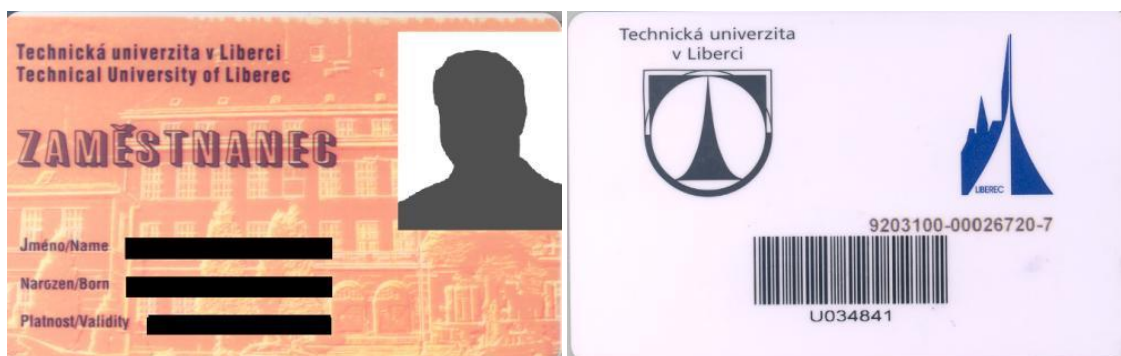 Technická univerzita v Liberci
Technical University of Liberec
ZAMĚSTNANEC
Jméno/Name
Narozen/Born
Platnost/Validity
Technická univerzita
v Liberci
LIBEREC
9203100-00026720-7
U034841